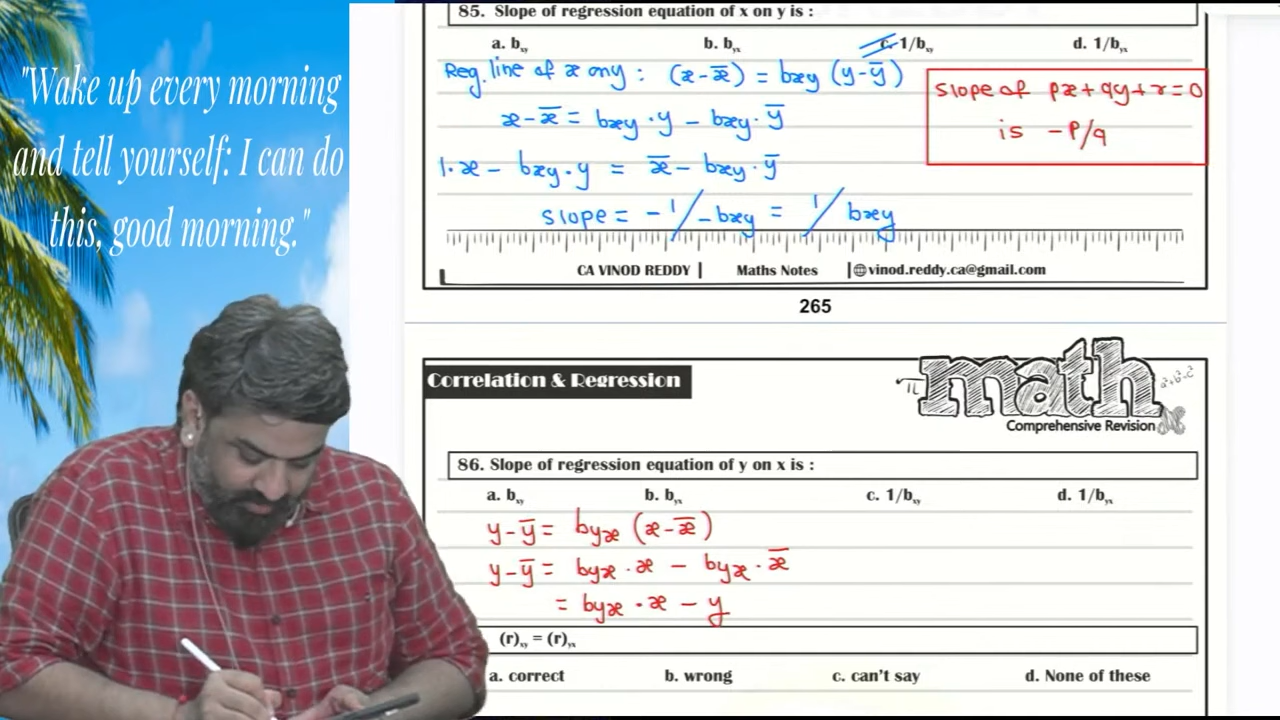 "Wake up every morning
and tell yourself: I can do
this, good morning."
85. Slope of regression equation of x on y is :
a. bxy b. byx c. 1/bxy d. 1/byx
Reg. line of x on y : (x-x̅) = bxy (y-y̅)
x-x̅ = bxy·y - bxy·y̅
1·x - bxy·y = x̅ - bxy·y̅
slope = -1/-bxy = 1/bxy
slope of px+qy+r=0
is -p/q
CA VINOD REDDY | Maths Notes | vinod.reddy.ca@gmail.com
265
Correlation & Regression
π math a²+b²=c²
Comprehensive Revision
86. Slope of regression equation of y on x is :
a. bxy b. byx c. 1/bxy d. 1/byx
y-y̅ = byx (x-x̅)
y-y̅ = byx·x - byx·x̅
= byx·x - y
(r)xy = (r)yx
a. correct b. wrong c. can't say d. None of these